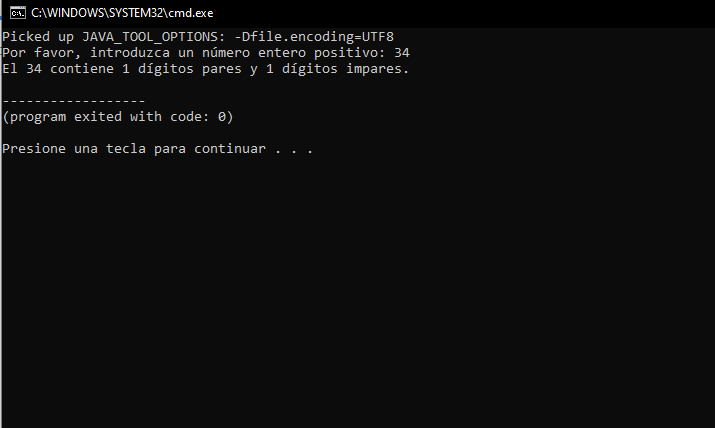 C:\WINDOWS\SYSTEM32\cmd.exe
Picked up JAVA_TOOL_OPTIONS: -Dfile.encoding=UTF8
Por favor, introduzca un número entero positivo: 34
El 34 contiene 1 dígitos pares y 1 dígitos impares.
------------------
(program exited with code: 0)
Presione una tecla para continuar . . .